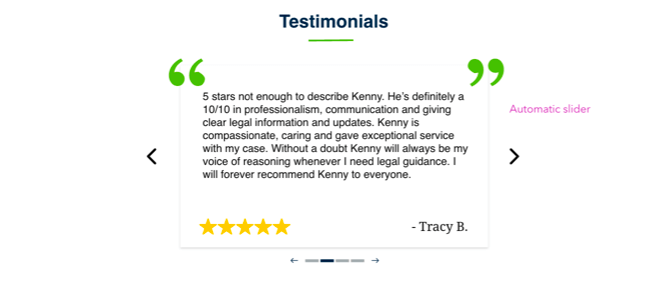 Testimonials
5 stars not enough to describe Kenny. He's definitely a
10/10 in professionalism, communication and giving
clear legal information and updates. Kenny is
compassionate, caring and gave exceptional service
with my case. Without a doubt Kenny will always be my
voice of reasoning whenever I need legal guidance. I
will forever recommend Kenny to everyone.
Automatic slider
- Tracy B.